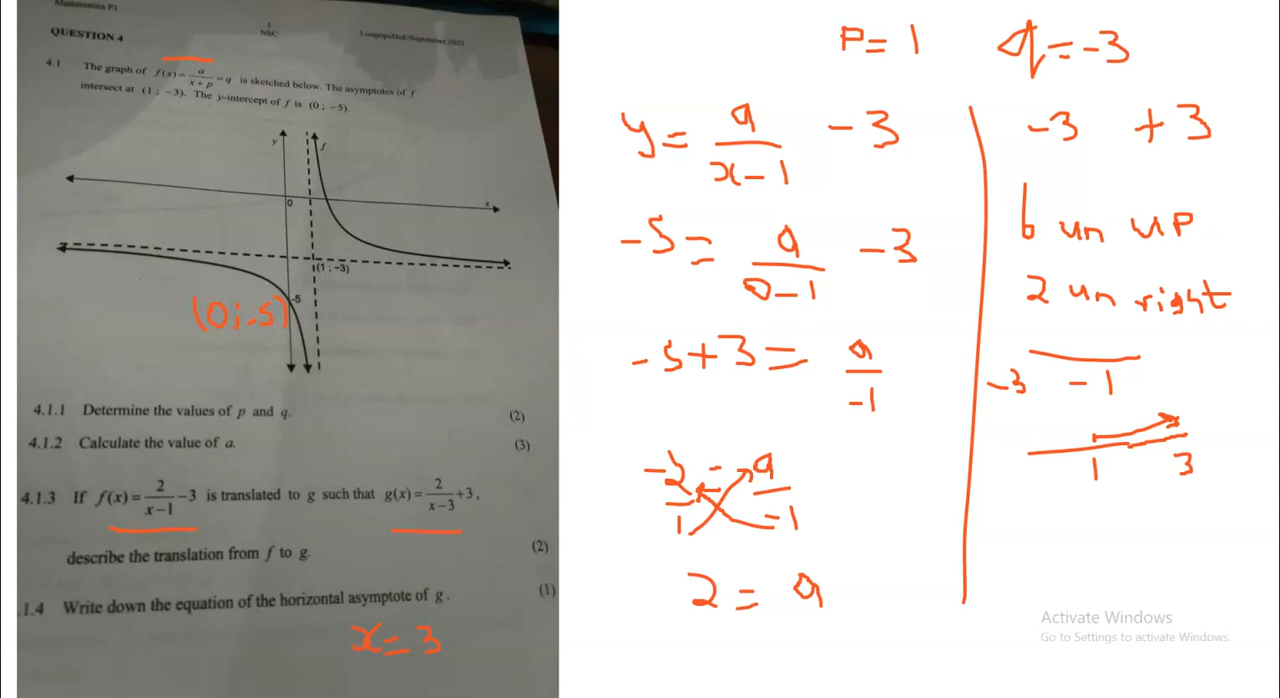 Mathematics P1
3
NSC
Limpopo/DoE/September 2023
QUESTION 4
4.1 The graph of f(x) = a/(x + p) = q is sketched below. The asymptotes of f
intersect at (1 ; −3). The y-intercept of f is (0 ; −5).
y
f
0
x
(1 ; −3)
-5
(0 ; -5)
4.1.1 Determine the values of p and q. (2)
4.1.2 Calculate the value of a. (3)
4.1.3 If f(x) = 2/(x−1) − 3 is translated to g such that g(x) = 2/(x−3) + 3,
describe the translation from f to g. (2)
.1.4 Write down the equation of the horizontal asymptote of g. (1)
x = 3
P = 1 q = -3
y = a/(x - 1) - 3
-5 = a/(0 - 1) - 3
-5 + 3 = a/-1
-2/1 = a/-1
2 = a
-3 +3
6 un up
2 un right
-3 -1
1 3
Activate Windows
Go to Settings to activate Windows.